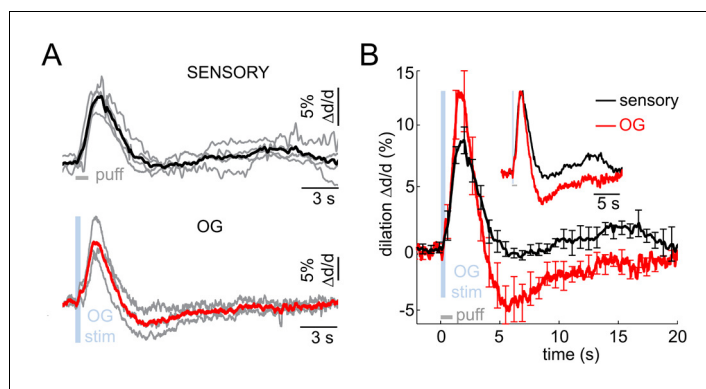 A
SENSORY
5%
Δd/d
puff
3 s
OG
5%
Δd/d
OG
stim
3 s
B
dilation Δd/d (%)
15
10
5
0
-5
sensory
OG
5 s
OG
stim
puff
0 5 10 15 20
time (s)